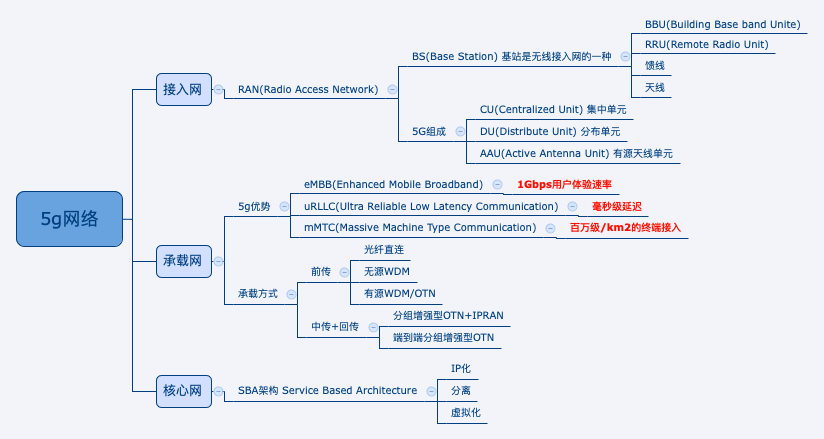 5g网络
接入网
RAN(Radio Access Network)
BS(Base Station) 基站是无线接入网的一种
BBU(Building Base band Unite)
RRU(Remote Radio Unit)
馈线
天线
5G组成
CU(Centralized Unit) 集中单元
DU(Distribute Unit) 分布单元
AAU(Active Antenna Unit) 有源天线单元
承载网
5g优势
eMBB(Enhanced Mobile Broadband)
1Gbps用户体验速率
uRLLC(Ultra Reliable Low Latency Communication)
毫秒级延迟
mMTC(Massive Machine Type Communication)
百万级/km2的终端接入
承载方式
前传
光纤直连
无源WDM
有源WDM/OTN
中传+回传
分组增强型OTN+IPRAN
端到端分组增强型OTN
核心网
SBA架构 Service Based Architecture
IP化
分离
虚拟化